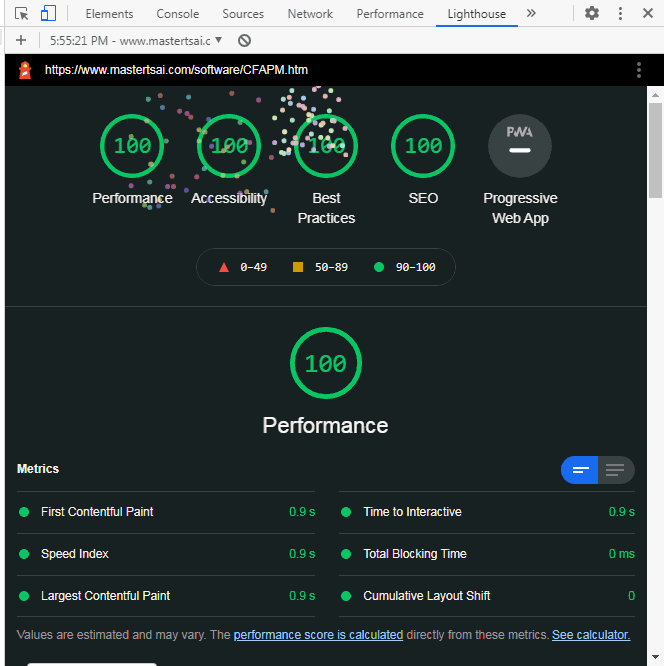 Elements Console Sources Network Performance Lighthouse »
+ 5:55:21 PM - www.mastertsai.c
https://www.mastertsai.com/software/CFAPM.htm
100 100 100 100 PWA
Performance Accessibility Best Practices SEO Progressive Web App
0–49 50–89 90–100
100
Performance
Metrics
First Contentful Paint 0.9 s Time to Interactive 0.9 s
Speed Index 0.9 s Total Blocking Time 0 ms
Largest Contentful Paint 0.9 s Cumulative Layout Shift 0
Values are estimated and may vary. The performance score is calculated directly from these metrics. See calculator.